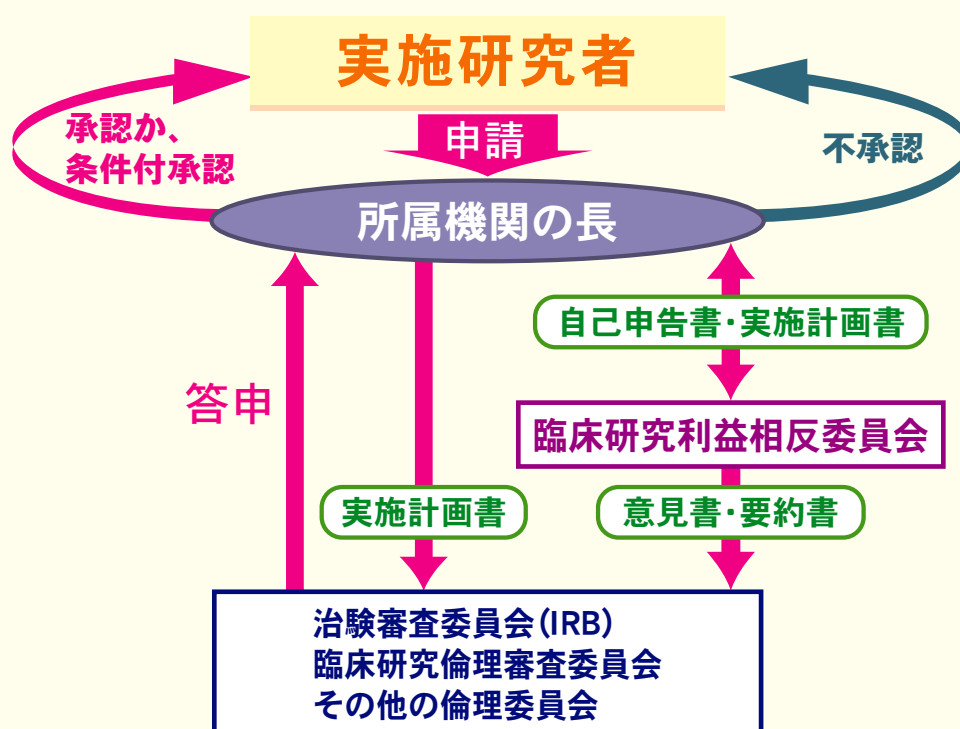 実施研究者
承認か、
条件付承認
申請
不承認
所属機関の長
自己申告書・実施計画書
答申
臨床研究利益相反委員会
実施計画書
意見書・要約書
治験審査委員会(IRB)
臨床研究倫理審査委員会
その他の倫理委員会